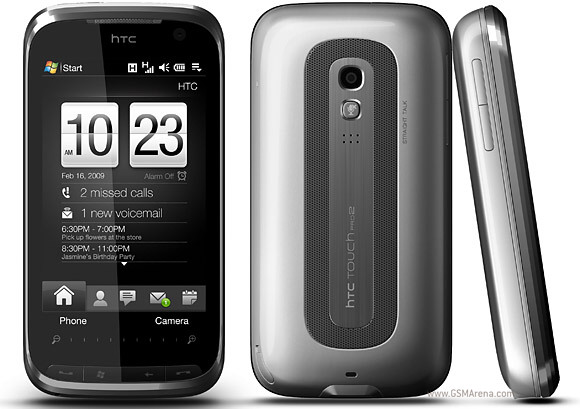 hTC
Start
H
HTC
AM
10 23
Feb 16, 2009
Alarm Off
2 missed calls
1 new voicemail
6:30PM - 7:00PM
Pick up flowers at the store
8:30PM - 11:00PM
Jasmine's Birthday Party
Phone
Camera
STRAIGHT TALK
hTC TOUCH PRO2
www.GSMArena.com